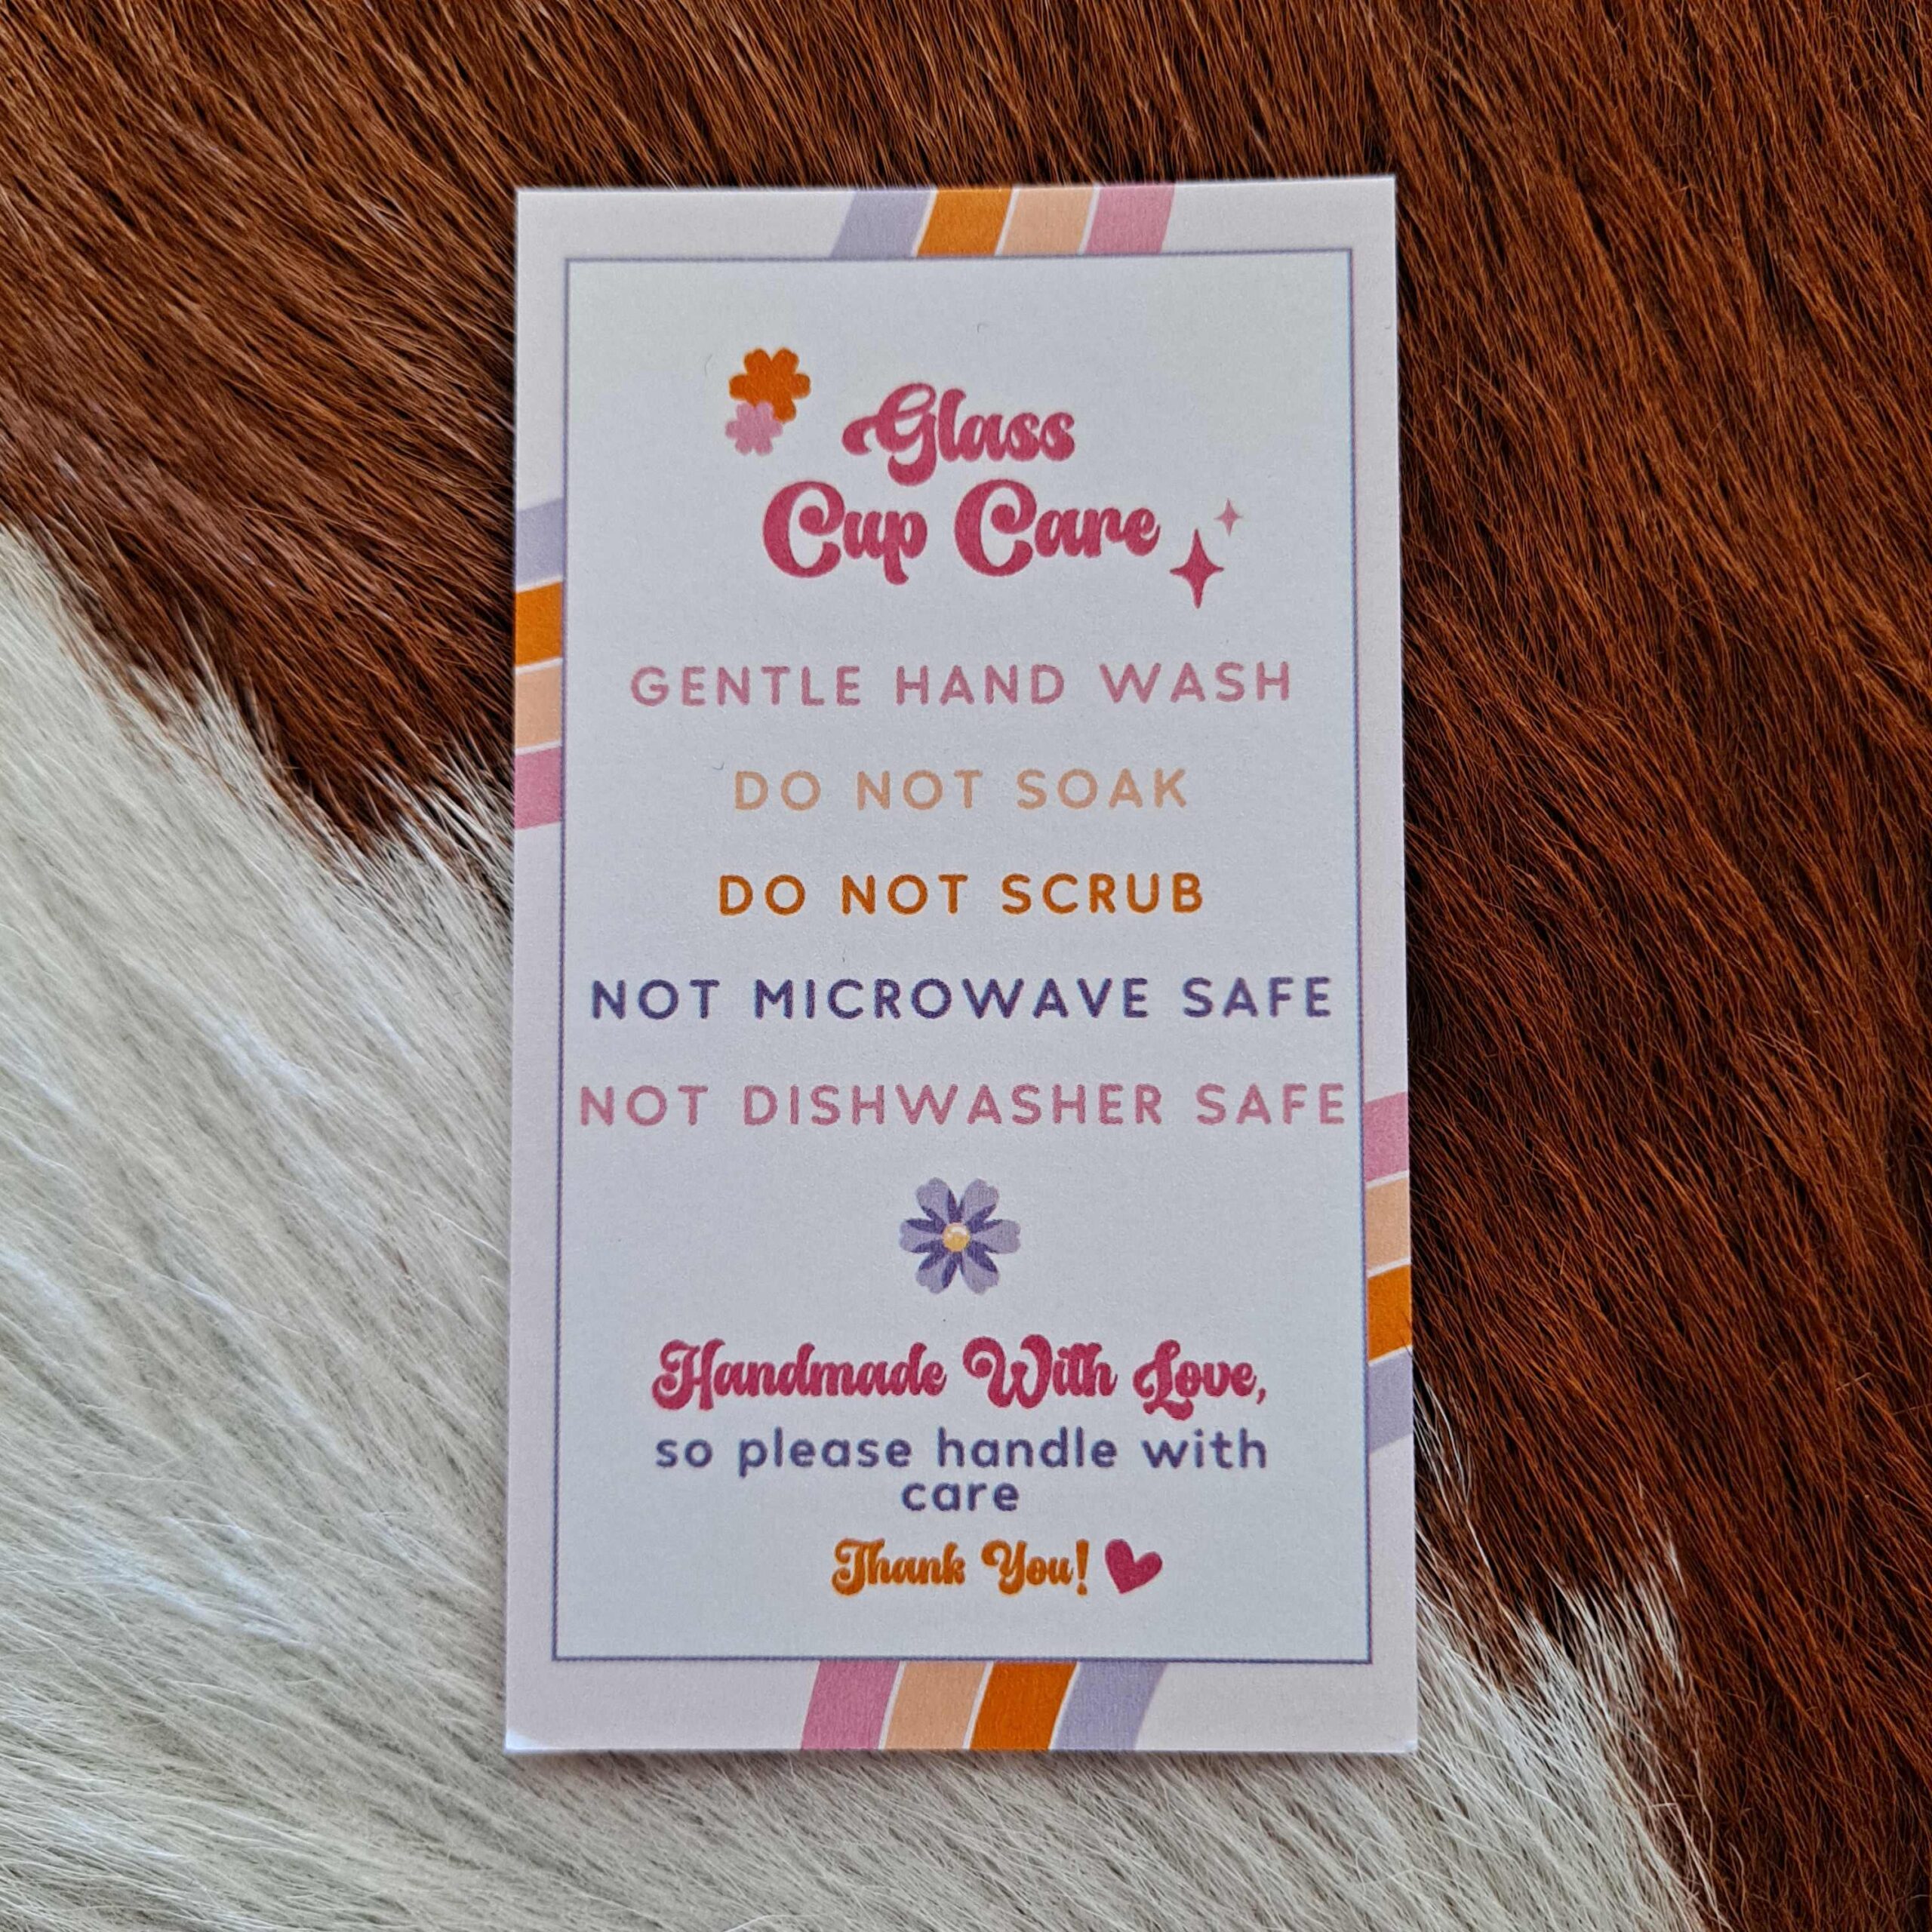 Glass
Cup Care
GENTLE HAND WASH
DO NOT SOAK
DO NOT SCRUB
NOT MICROWAVE SAFE
NOT DISHWASHER SAFE
Handmade With Love,
so please handle with
care
Thank You!